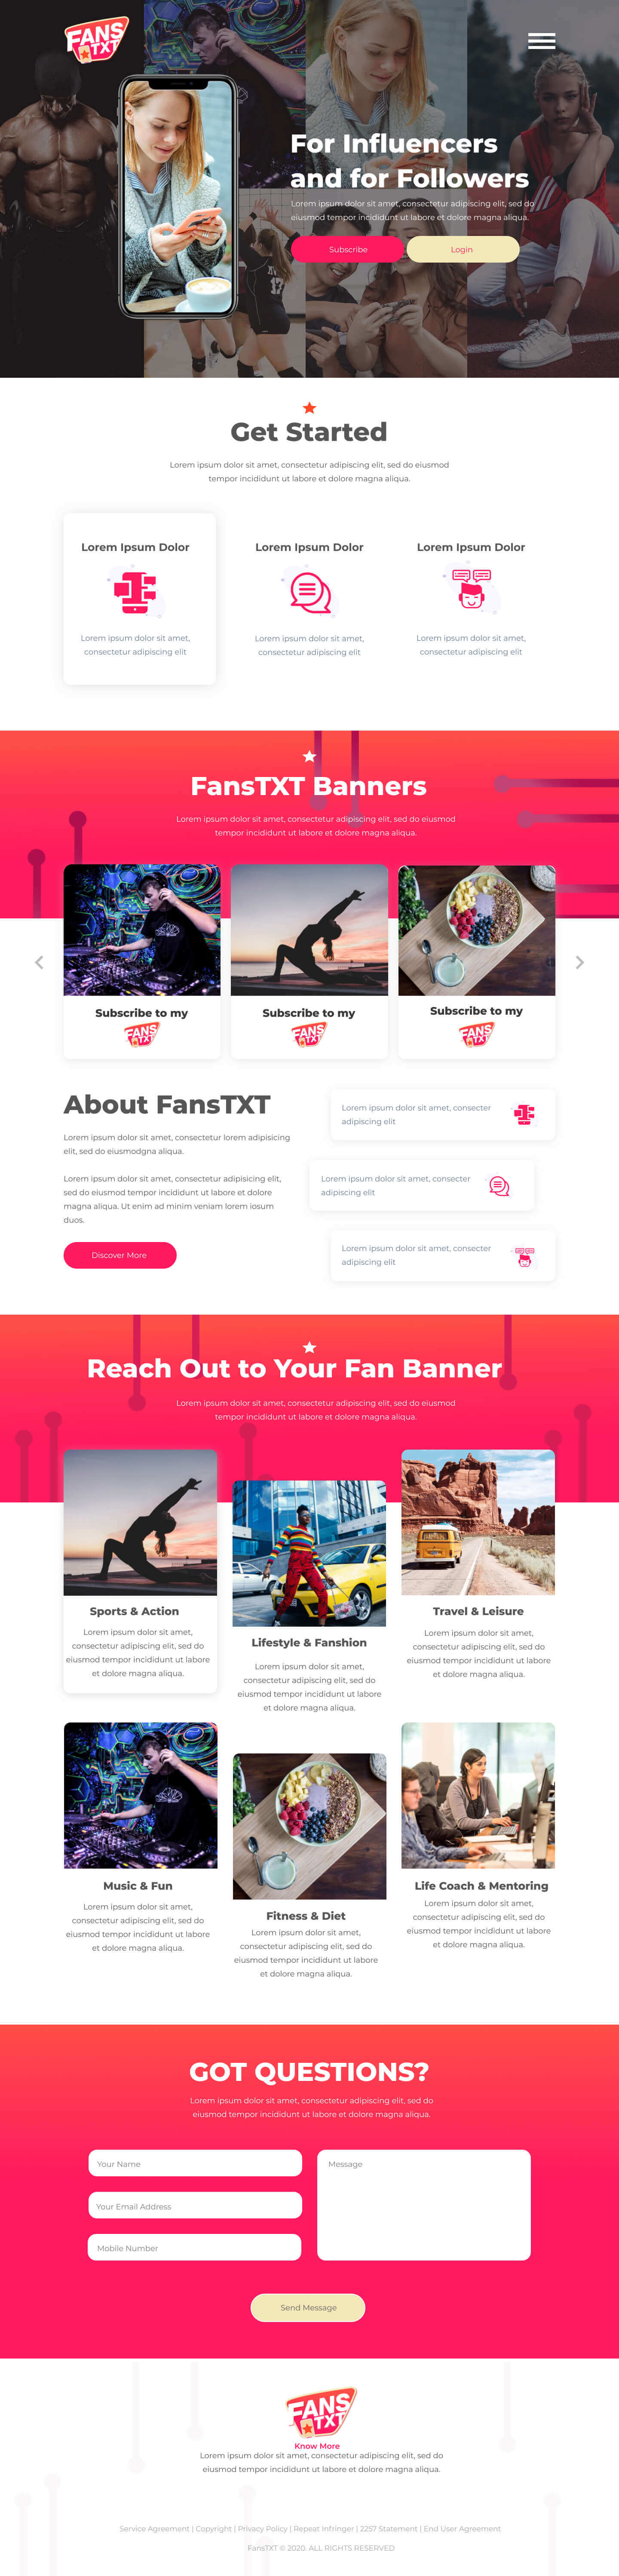 FANS
TXT
For Influencers
and for Followers
Lorem ipsum dolor sit amet, consectetur adipiscing elit, sed do
eiusmod tempor incididunt ut labore et dolore magna aliqua.
Subscribe
Login
Get Started
Lorem ipsum dolor sit amet, consectetur adipiscing elit, sed do eiusmod
tempor incididunt ut labore et dolore magna aliqua.
Lorem Ipsum Dolor
Lorem ipsum dolor sit amet,
consectetur adipiscing elit
Lorem Ipsum Dolor
Lorem ipsum dolor sit amet,
consectetur adipiscing elit
Lorem Ipsum Dolor
Lorem ipsum dolor sit amet,
consectetur adipiscing elit
FansTXT Banners
Lorem ipsum dolor sit amet, consectetur adipiscing elit, sed do eiusmod
tempor incididunt ut labore et dolore magna aliqua.
Subscribe to my
FANS
TXT
Subscribe to my
FANS
TXT
Subscribe to my
FANS
TXT
About FansTXT
Lorem ipsum dolor sit amet, consectetur lorem adipisicing
elit, sed do eiusmodgna aliqua.
Lorem ipsum dolor sit amet, consectetur adipisicing elit,
sed do eiusmod tempor incididunt ut labore et dolore
magna aliqua. Ut enim ad minim veniam lorem iosum
duos.
Discover More
Lorem ipsum dolor sit amet, consecter
adipiscing elit
Lorem ipsum dolor sit amet, consecter
adipiscing elit
Lorem ipsum dolor sit amet, consecter
adipiscing elit
Reach Out to Your Fan Banner
Lorem ipsum dolor sit amet, consectetur adipiscing elit, sed do eiusmod
tempor incididunt ut labore et dolore magna aliqua.
Sports & Action
Lorem ipsum dolor sit amet,
consectetur adipiscing elit, sed do
eiusmod tempor incididunt ut labore
et dolore magna aliqua.
Lifestyle & Fanshion
Lorem ipsum dolor sit amet,
consectetur adipiscing elit, sed do
eiusmod tempor incididunt ut labore
et dolore magna aliqua.
Travel & Leisure
Lorem ipsum dolor sit amet,
consectetur adipiscing elit, sed do
eiusmod tempor incididunt ut labore
et dolore magna aliqua.
Music & Fun
Lorem ipsum dolor sit amet,
consectetur adipiscing elit, sed do
eiusmod tempor incididunt ut labore
et dolore magna aliqua.
Fitness & Diet
Lorem ipsum dolor sit amet,
consectetur adipiscing elit, sed do
eiusmod tempor incididunt ut labore
et dolore magna aliqua.
Life Coach & Mentoring
Lorem ipsum dolor sit amet,
consectetur adipiscing elit, sed do
eiusmod tempor incididunt ut labore
et dolore magna aliqua.
GOT QUESTIONS?
Lorem ipsum dolor sit amet, consectetur adipiscing elit, sed do
eiusmod tempor incididunt ut labore et dolore magna aliqua.
Your Name
Your Email Address
Mobile Number
Message
Send Message
FANS
TXT
Know More
Lorem ipsum dolor sit amet, consectetur adipiscing elit, sed do
eiusmod tempor incididunt ut labore et dolore magna aliqua.
Service Agreement | Copyright | Privacy Policy | Repeat Infringer | 2257 Statement | End User Agreement
FansTXT © 2020. ALL RIGHTS RESERVED